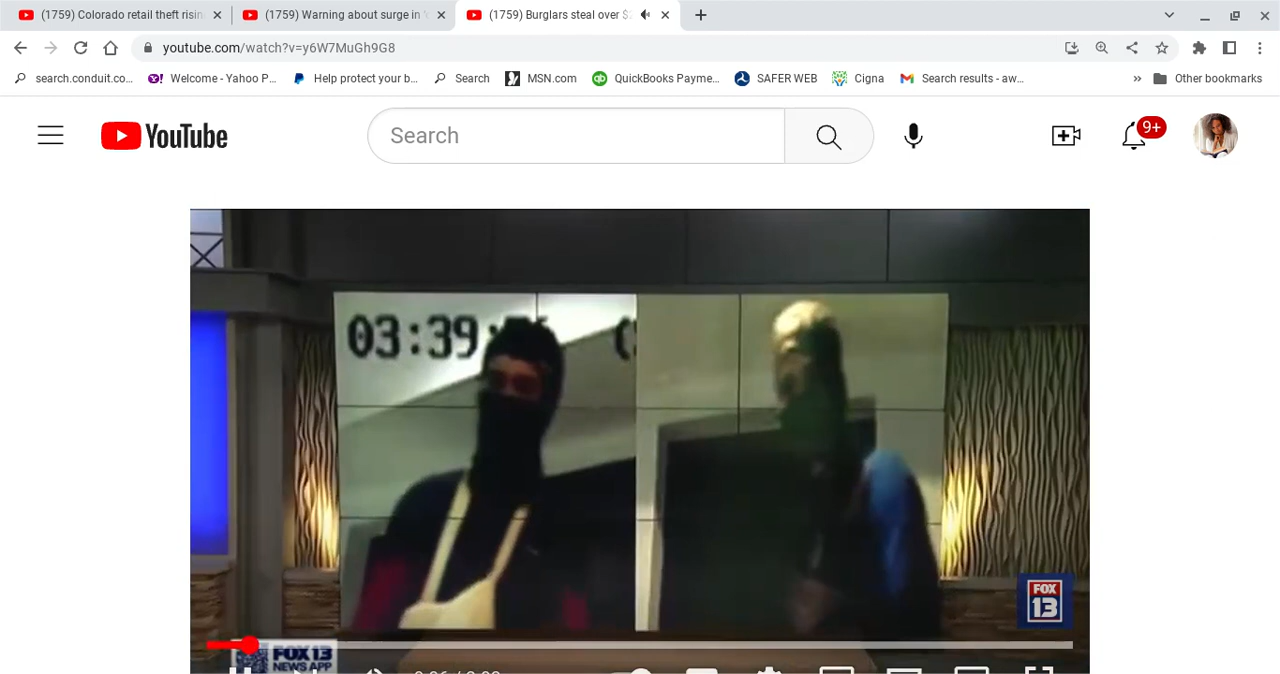 (1759) Colorado retail theft risin
(1759) Warning about surge in
(1759) Burglars steal over $
youtube.com/watch?v=y6W7MuGh9G8
search.conduit.co...
Welcome - Yahoo P...
Help protect your b...
Search
MSN.com
QuickBooks Payme...
SAFER WEB
Cigna
Search results - aw...
Other bookmarks
YouTube
Search
9+
03:39
FOX
13
FOX13
NEWS APP